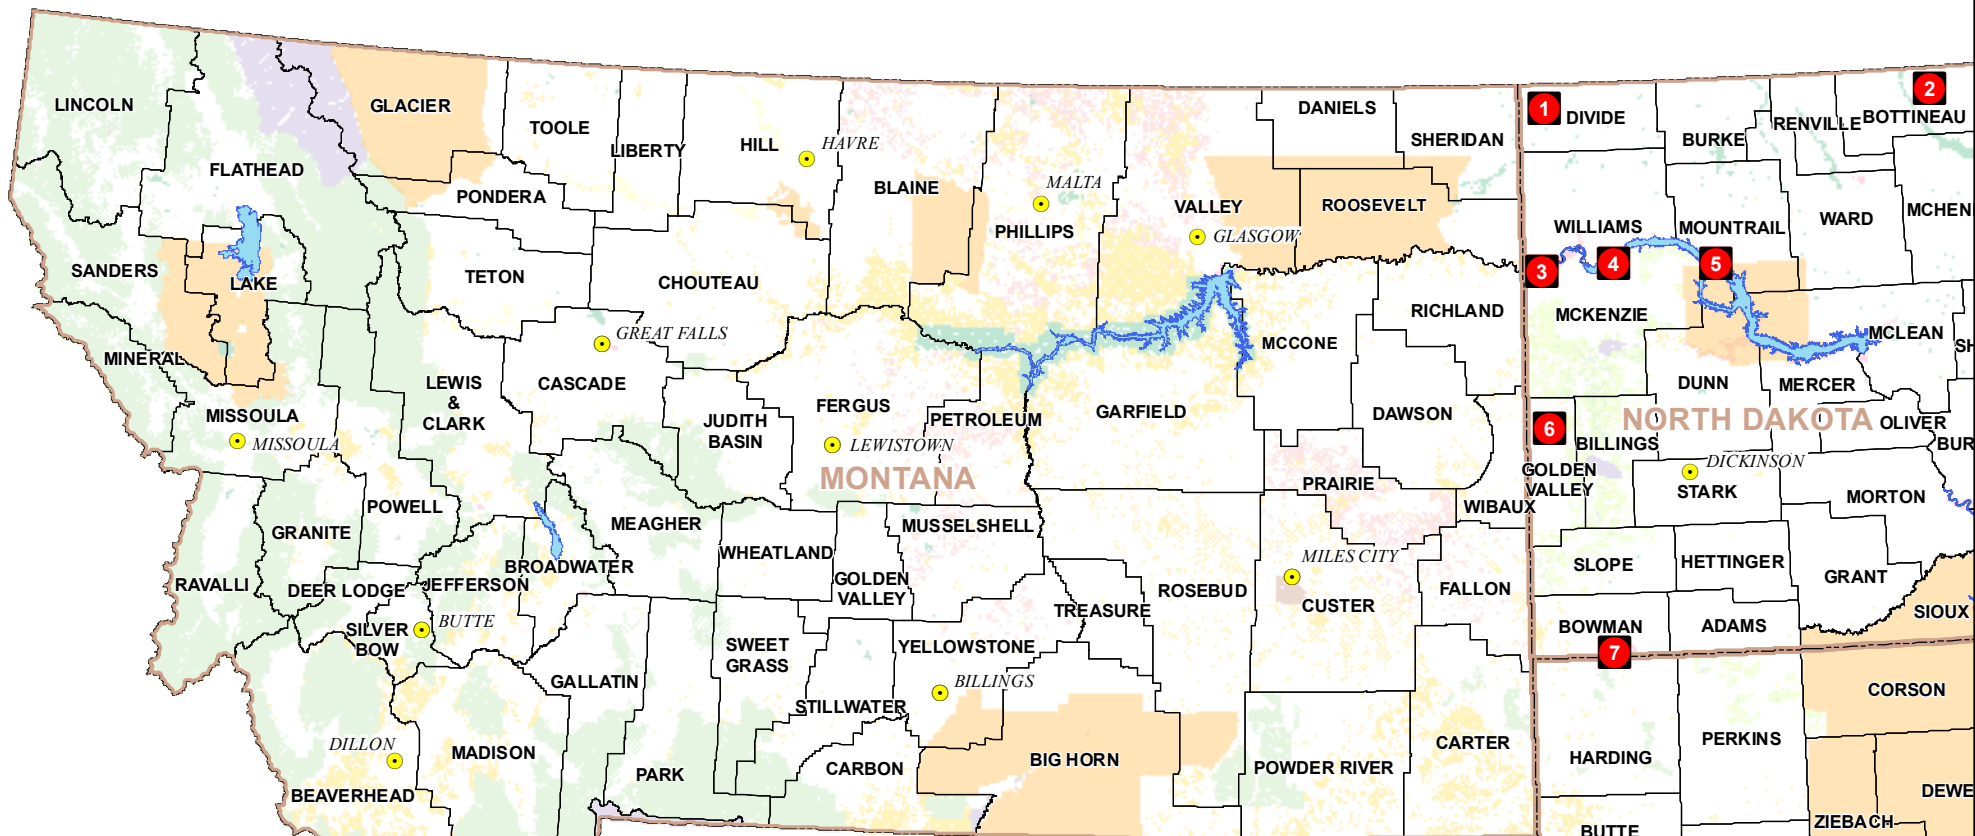 2
1
DIVIDE
BOTTINEAU
RENVILLE
BURKE
LINCOLN
GLACIER
TOOLE
LIBERTY
HILL
HAVRE
DANIELS
SHERIDAN
FLATHEAD
PONDERA
BLAINE
MALTA
PHILLIPS
VALLEY
GLASGOW
ROOSEVELT
WILLIAMS
MOUNTRAIL
WARD
MCHEN
SANDERS
LAKE
TETON
CHOUTEAU
3
4
5
RICHLAND
MCKENZIE
MCLEAN
SH
MINERAL
GREAT FALLS
CASCADE
MCCONE
LEWIS
&
CLARK
DUNN
MERCER
MISSOULA
MISSOULA
JUDITH
BASIN
FERGUS
LEWISTOWN
PETROLEUM
GARFIELD
DAWSON
NORTH DAKOTA
OLIVER
BUR
6
BILLINGS
GOLDEN
VALLEY
DICKINSON
STARK
MONTANA
PRAIRIE
WIBAUX
MORTON
POWELL
GRANITE
MEAGHER
WHEATLAND
MUSSELSHELL
MILES CITY
RAVALLI
DEER LODGE
JEFFERSON
BROADWATER
GOLDEN
VALLEY
TREASURE
ROSEBUD
CUSTER
FALLON
SLOPE
HETTINGER
GRANT
SIOUX
SILVER
BOW
BUTTE
SWEET
GRASS
YELLOWSTONE
BOWMAN
ADAMS
7
GALLATIN
BILLINGS
STILLWATER
CORSON
DILLON
MADISON
PARK
CARBON
BIG HORN
POWDER RIVER
CARTER
HARDING
PERKINS
BEAVERHEAD
DEWE
BUTTE
ZIEBACH